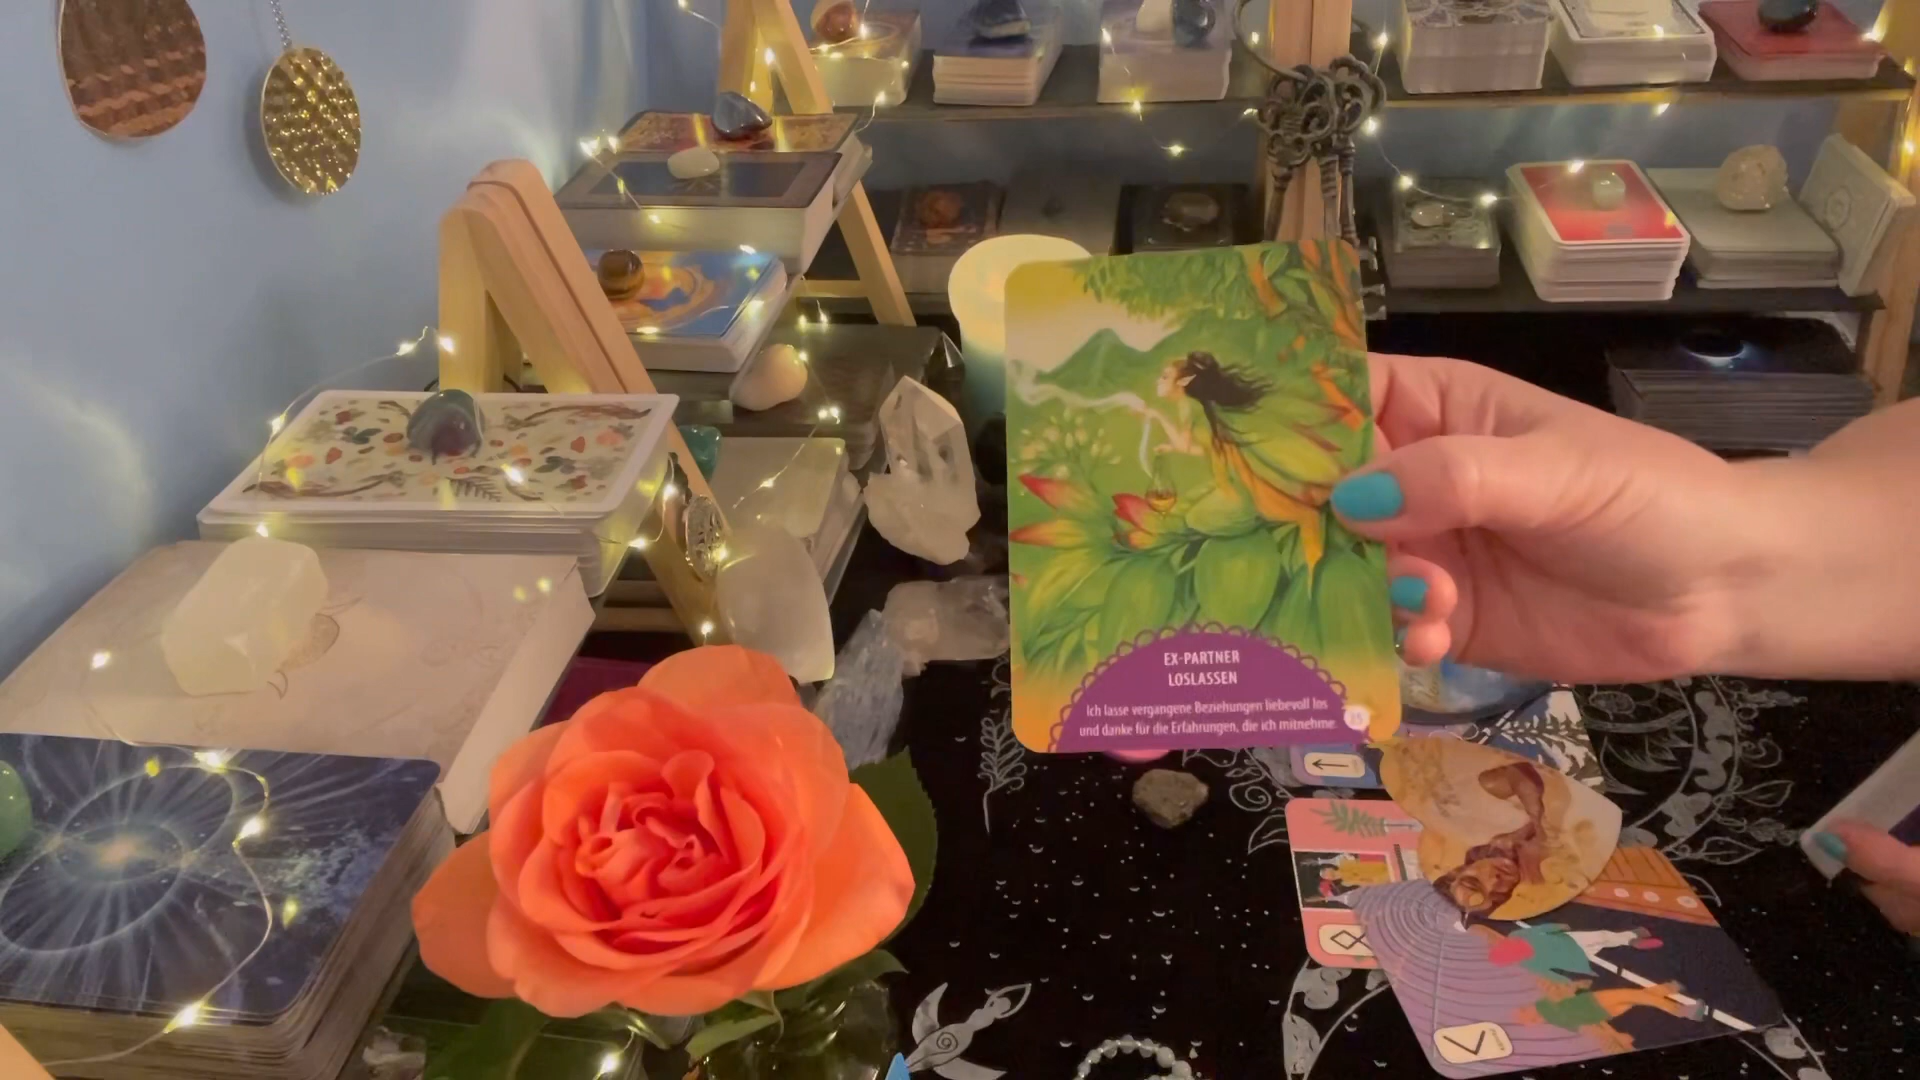 EX-PARTNER
LOSLASSEN
Ich lasse vergangene Beziehungen liebevoll los
und danke für die Erfahrungen, die ich mitnehme.